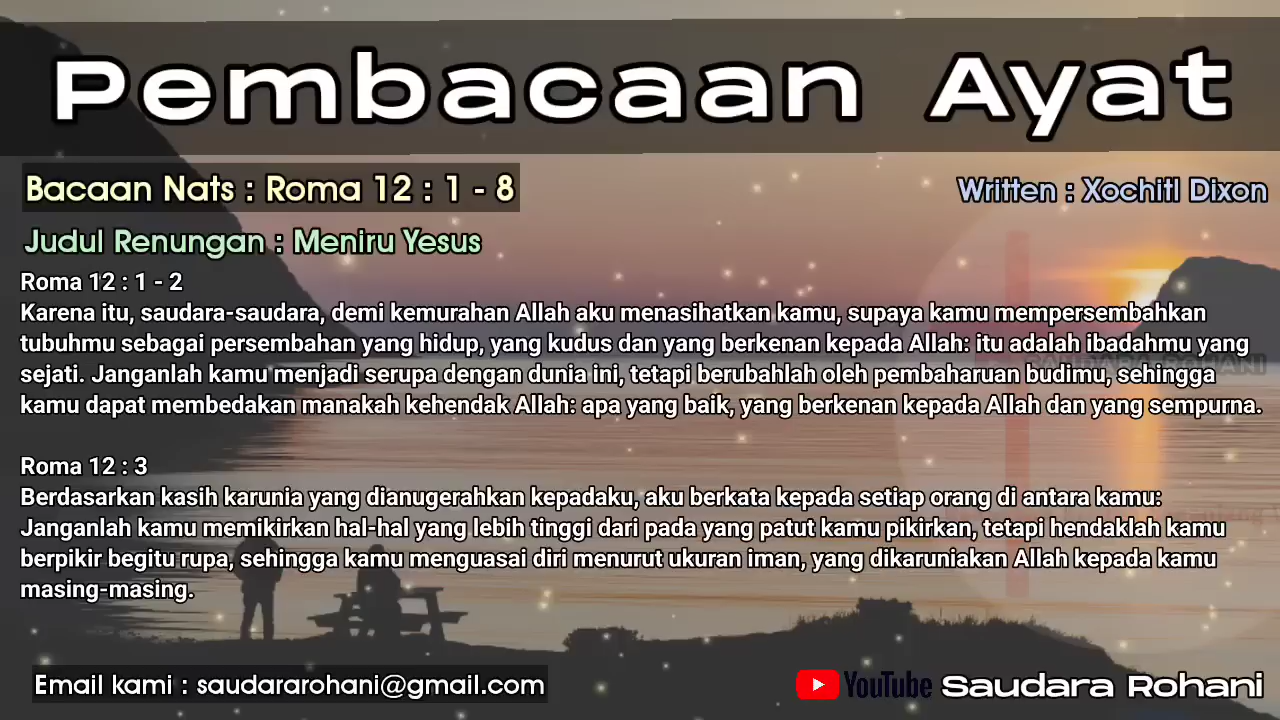 Pembacaan Ayat
Bacaan Nats : Roma 12 : 1 - 8
Written : Xochitl Dixon
Judul Renungan : Meniru Yesus
Roma 12 : 1 - 2
Karena itu, saudara-saudara, demi kemurahan Allah aku menasihatkan kamu, supaya kamu mempersembahkan
tubuhmu sebagai persembahan yang hidup, yang kudus dan yang berkenan kepada Allah: itu adalah ibadahmu yang
sejati. Janganlah kamu menjadi serupa dengan dunia ini, tetapi berubahlah oleh pembaharuan budimu, sehingga
kamu dapat membedakan manakah kehendak Allah: apa yang baik, yang berkenan kepada Allah dan yang sempurna.
SAUDARA ROHANI
Roma 12 : 3
Berdasarkan kasih karunia yang dianugerahkan kepadaku, aku berkata kepada setiap orang di antara kamu:
Janganlah kamu memikirkan hal-hal yang lebih tinggi dari pada yang patut kamu pikirkan, tetapi hendaklah kamu
berpikir begitu rupa, sehingga kamu menguasai diri menurut ukuran iman, yang dikaruniakan Allah kepada kamu
masing-masing.
Email kami : saudararohani@gmail.com
YouTube Saudara Rohani